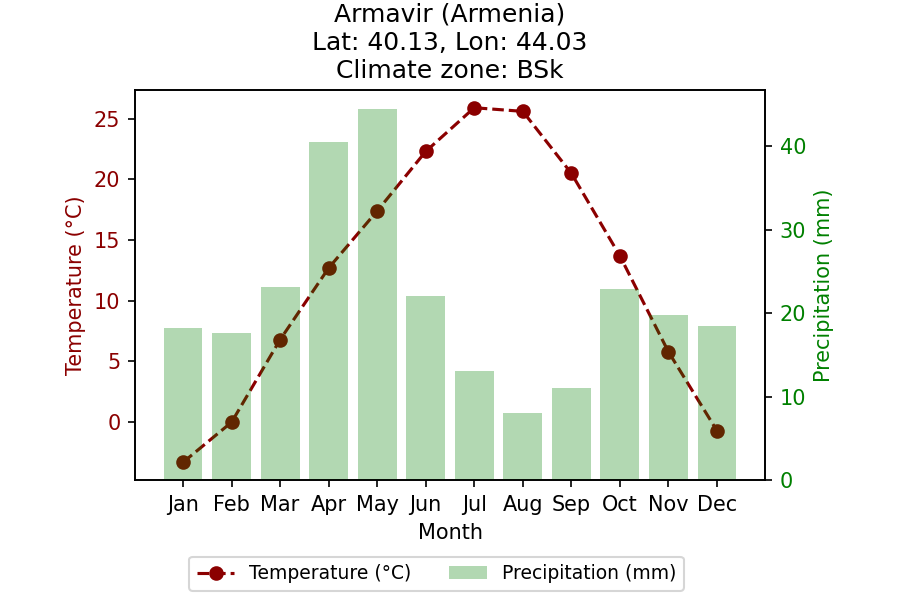 Armavir (Armenia)
Lat: 40.13, Lon: 44.03
Climate zone: BSk
Temperature (°C)
25
20
15
10
5
0
40
30
20
10
0
Precipitation (mm)
Jan Feb Mar Apr May Jun Jul Aug Sep Oct Nov Dec
Month
Temperature (°C) Precipitation (mm)